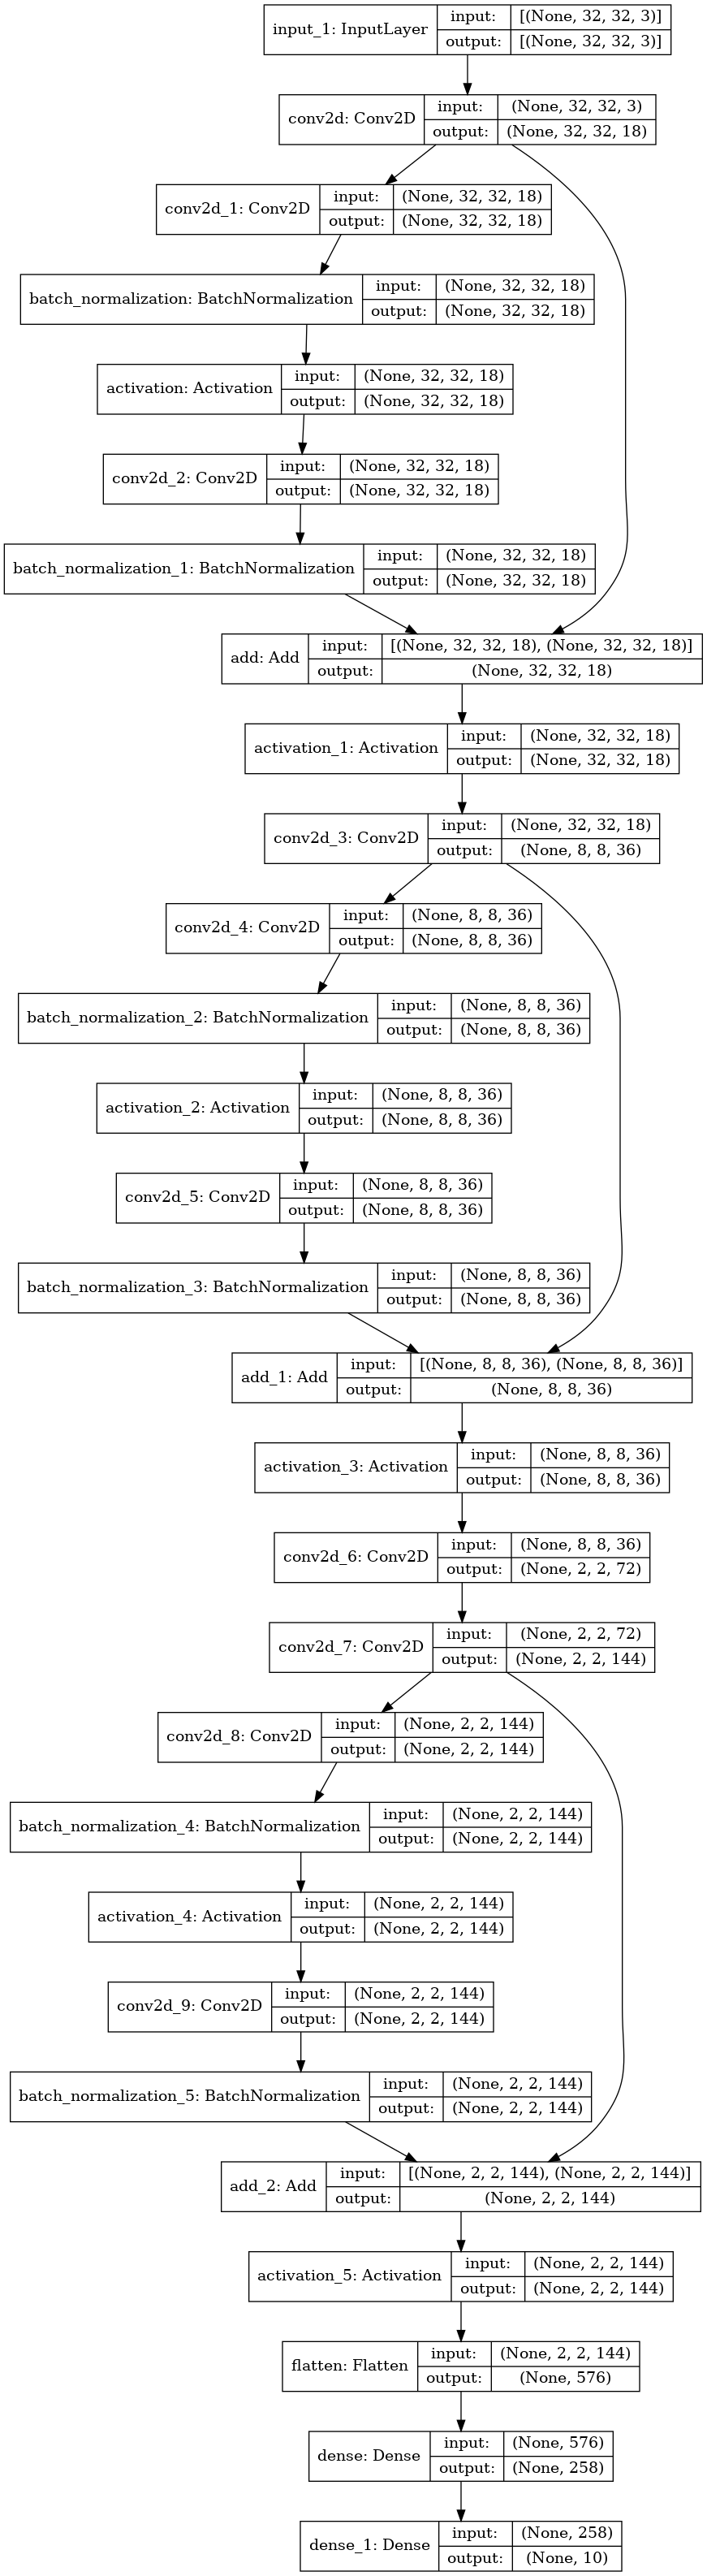 input_1: InputLayer
input: [(None, 32, 32, 3)]
output: [(None, 32, 32, 3)]
conv2d: Conv2D
input: (None, 32, 32, 3)
output: (None, 32, 32, 18)
conv2d_1: Conv2D
input: (None, 32, 32, 18)
output: (None, 32, 32, 18)
batch_normalization: BatchNormalization
input: (None, 32, 32, 18)
output: (None, 32, 32, 18)
activation: Activation
input: (None, 32, 32, 18)
output: (None, 32, 32, 18)
conv2d_2: Conv2D
input: (None, 32, 32, 18)
output: (None, 32, 32, 18)
batch_normalization_1: BatchNormalization
input: (None, 32, 32, 18)
output: (None, 32, 32, 18)
add: Add
input: [(None, 32, 32, 18), (None, 32, 32, 18)]
output: (None, 32, 32, 18)
activation_1: Activation
input: (None, 32, 32, 18)
output: (None, 32, 32, 18)
conv2d_3: Conv2D
input: (None, 32, 32, 18)
output: (None, 8, 8, 36)
conv2d_4: Conv2D
input: (None, 8, 8, 36)
output: (None, 8, 8, 36)
batch_normalization_2: BatchNormalization
input: (None, 8, 8, 36)
output: (None, 8, 8, 36)
activation_2: Activation
input: (None, 8, 8, 36)
output: (None, 8, 8, 36)
conv2d_5: Conv2D
input: (None, 8, 8, 36)
output: (None, 8, 8, 36)
batch_normalization_3: BatchNormalization
input: (None, 8, 8, 36)
output: (None, 8, 8, 36)
add_1: Add
input: [(None, 8, 8, 36), (None, 8, 8, 36)]
output: (None, 8, 8, 36)
activation_3: Activation
input: (None, 8, 8, 36)
output: (None, 8, 8, 36)
conv2d_6: Conv2D
input: (None, 8, 8, 36)
output: (None, 2, 2, 72)
conv2d_7: Conv2D
input: (None, 2, 2, 72)
output: (None, 2, 2, 144)
conv2d_8: Conv2D
input: (None, 2, 2, 144)
output: (None, 2, 2, 144)
batch_normalization_4: BatchNormalization
input: (None, 2, 2, 144)
output: (None, 2, 2, 144)
activation_4: Activation
input: (None, 2, 2, 144)
output: (None, 2, 2, 144)
conv2d_9: Conv2D
input: (None, 2, 2, 144)
output: (None, 2, 2, 144)
batch_normalization_5: BatchNormalization
input: (None, 2, 2, 144)
output: (None, 2, 2, 144)
add_2: Add
input: [(None, 2, 2, 144), (None, 2, 2, 144)]
output: (None, 2, 2, 144)
activation_5: Activation
input: (None, 2, 2, 144)
output: (None, 2, 2, 144)
flatten: Flatten
input: (None, 2, 2, 144)
output: (None, 576)
dense: Dense
input: (None, 576)
output: (None, 258)
dense_1: Dense
input: (None, 258)
output: (None, 10)